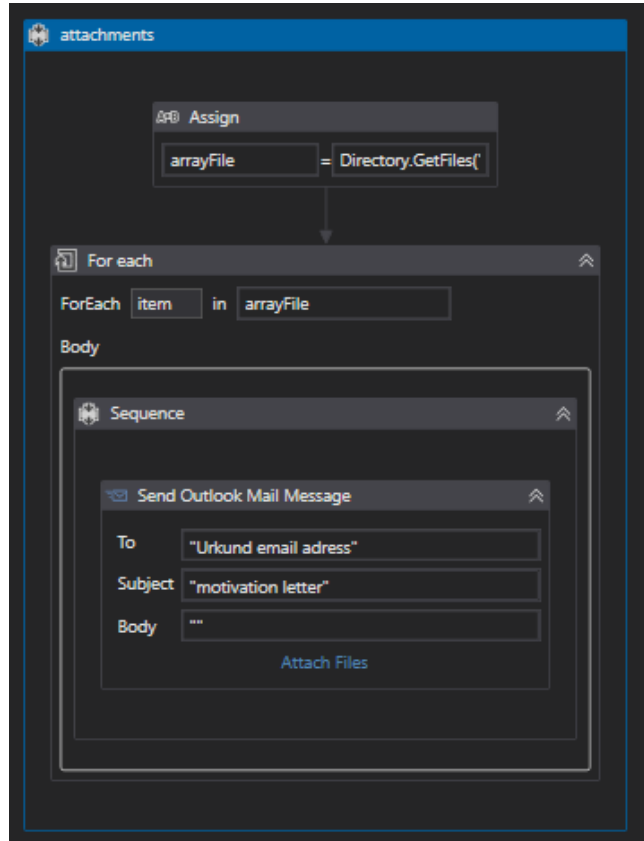 attachments
A*B Assign
arrayFile = Directory.GetFiles("
For each
ForEach item in arrayFile
Body
Sequence
Send Outlook Mail Message
To "Urkund email adress"
Subject "motivation letter"
Body ""
Attach Files